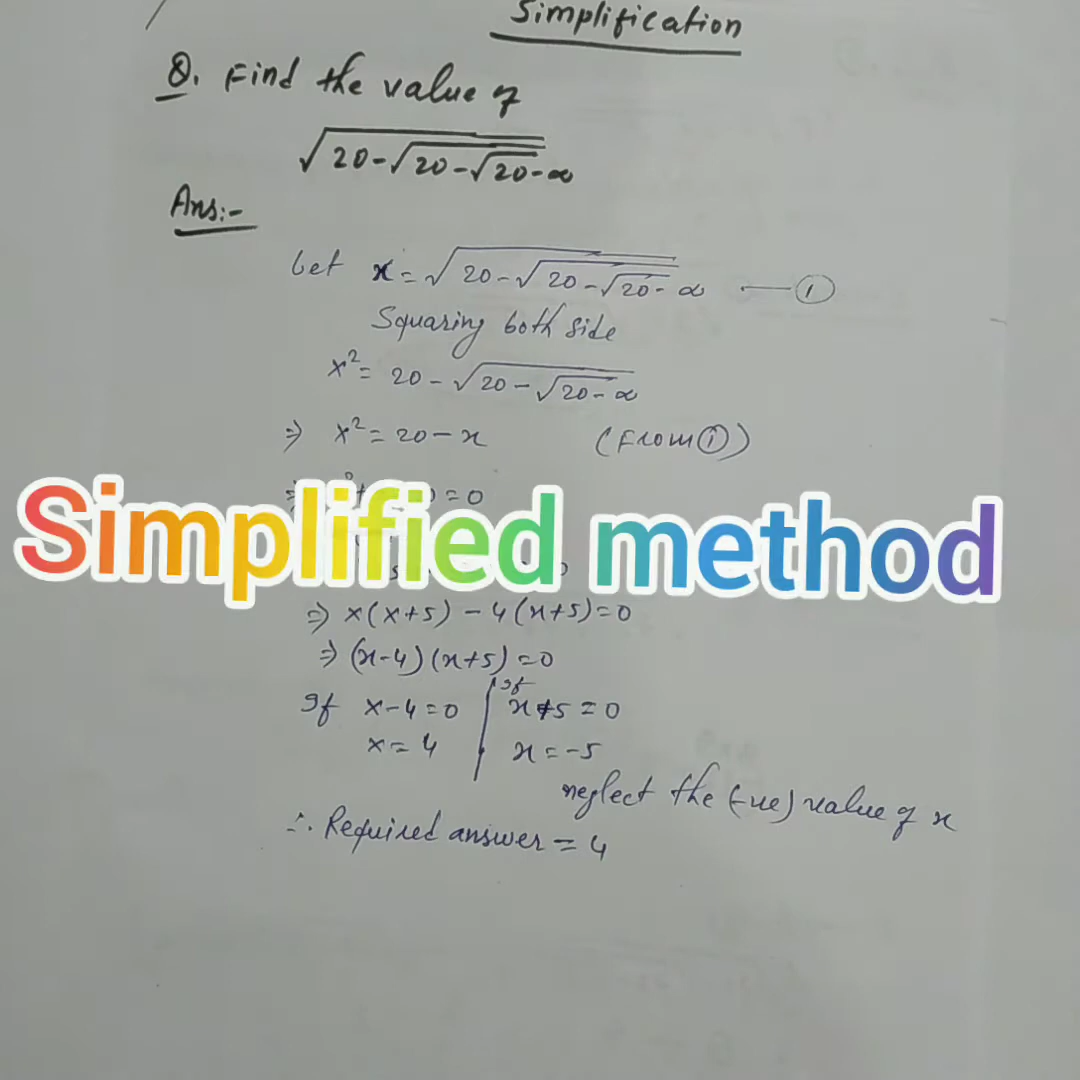 Simplification
Q. Find the value of
√20-√20-√20-∞
Ans:-
Let x = √20-√20-√20-∞ —①
Squaring both side
x² = 20-√20-√20-∞
⇒ x² = 20-x (From①)
= 0
Simplified method
⇒ x(x+5) - 4(x+5)=0
⇒ (x-4)(x+5)=0
If x-4=0 | If x+5=0
x=4 | x=-5
neglect the (-ve) value of x
∴ Required answer = 4